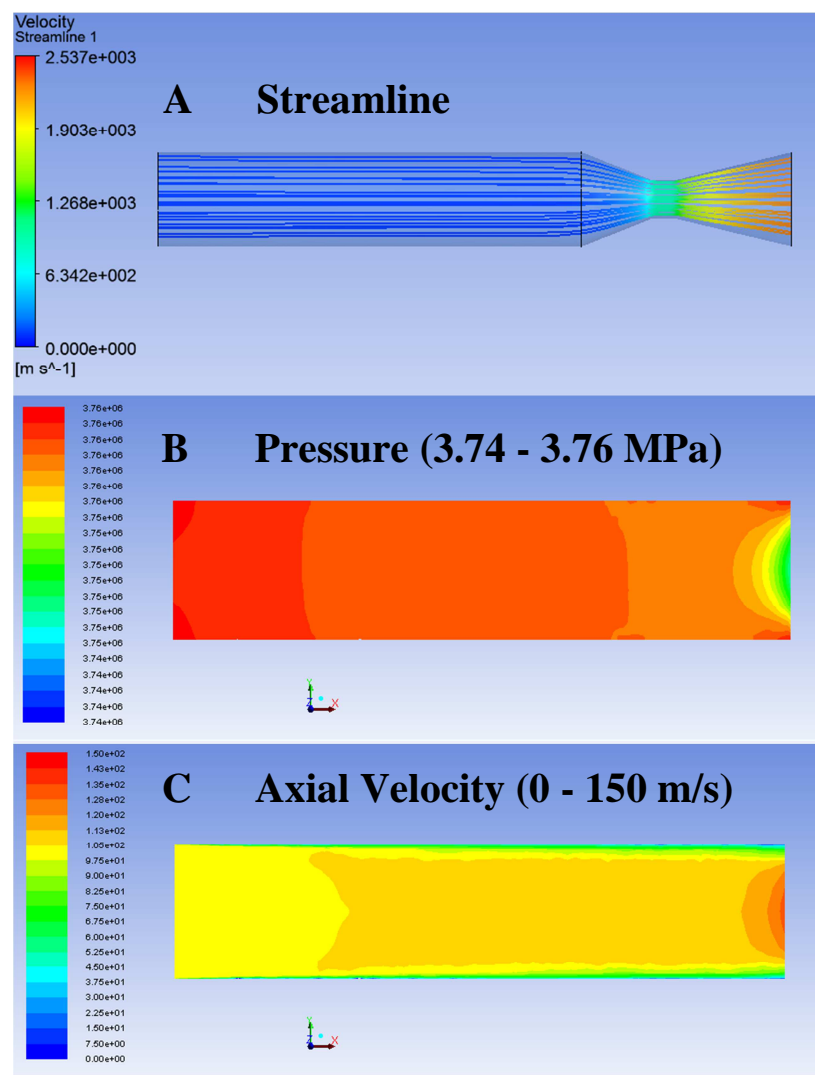 Velocity
Streamline 1
2.537e+003
A Streamline
1.903e+003
1.268e+003
6.342e+002
0.000e+000
[m s^-1]
3.76e+06
3.76e+06
3.76e+06
3.76e+06
3.76e+06
3.76e+06
3.76e+06
3.75e+06
3.75e+06
3.75e+06
3.75e+06
3.75e+06
3.75e+06
3.75e+06
3.75e+06
3.75e+06
3.74e+06
3.74e+06
3.74e+06
3.74e+06
3.74e+06
B Pressure (3.74 - 3.76 MPa)
Y
Z
X
1.50e+02
1.43e+02
1.35e+02
1.28e+02
1.20e+02
1.13e+02
1.05e+02
9.75e+01
9.00e+01
8.25e+01
7.50e+01
6.75e+01
6.00e+01
5.25e+01
4.50e+01
3.75e+01
3.00e+01
2.25e+01
1.50e+01
7.50e+00
0.00e+00
C Axial Velocity (0 - 150 m/s)
Y
Z
X